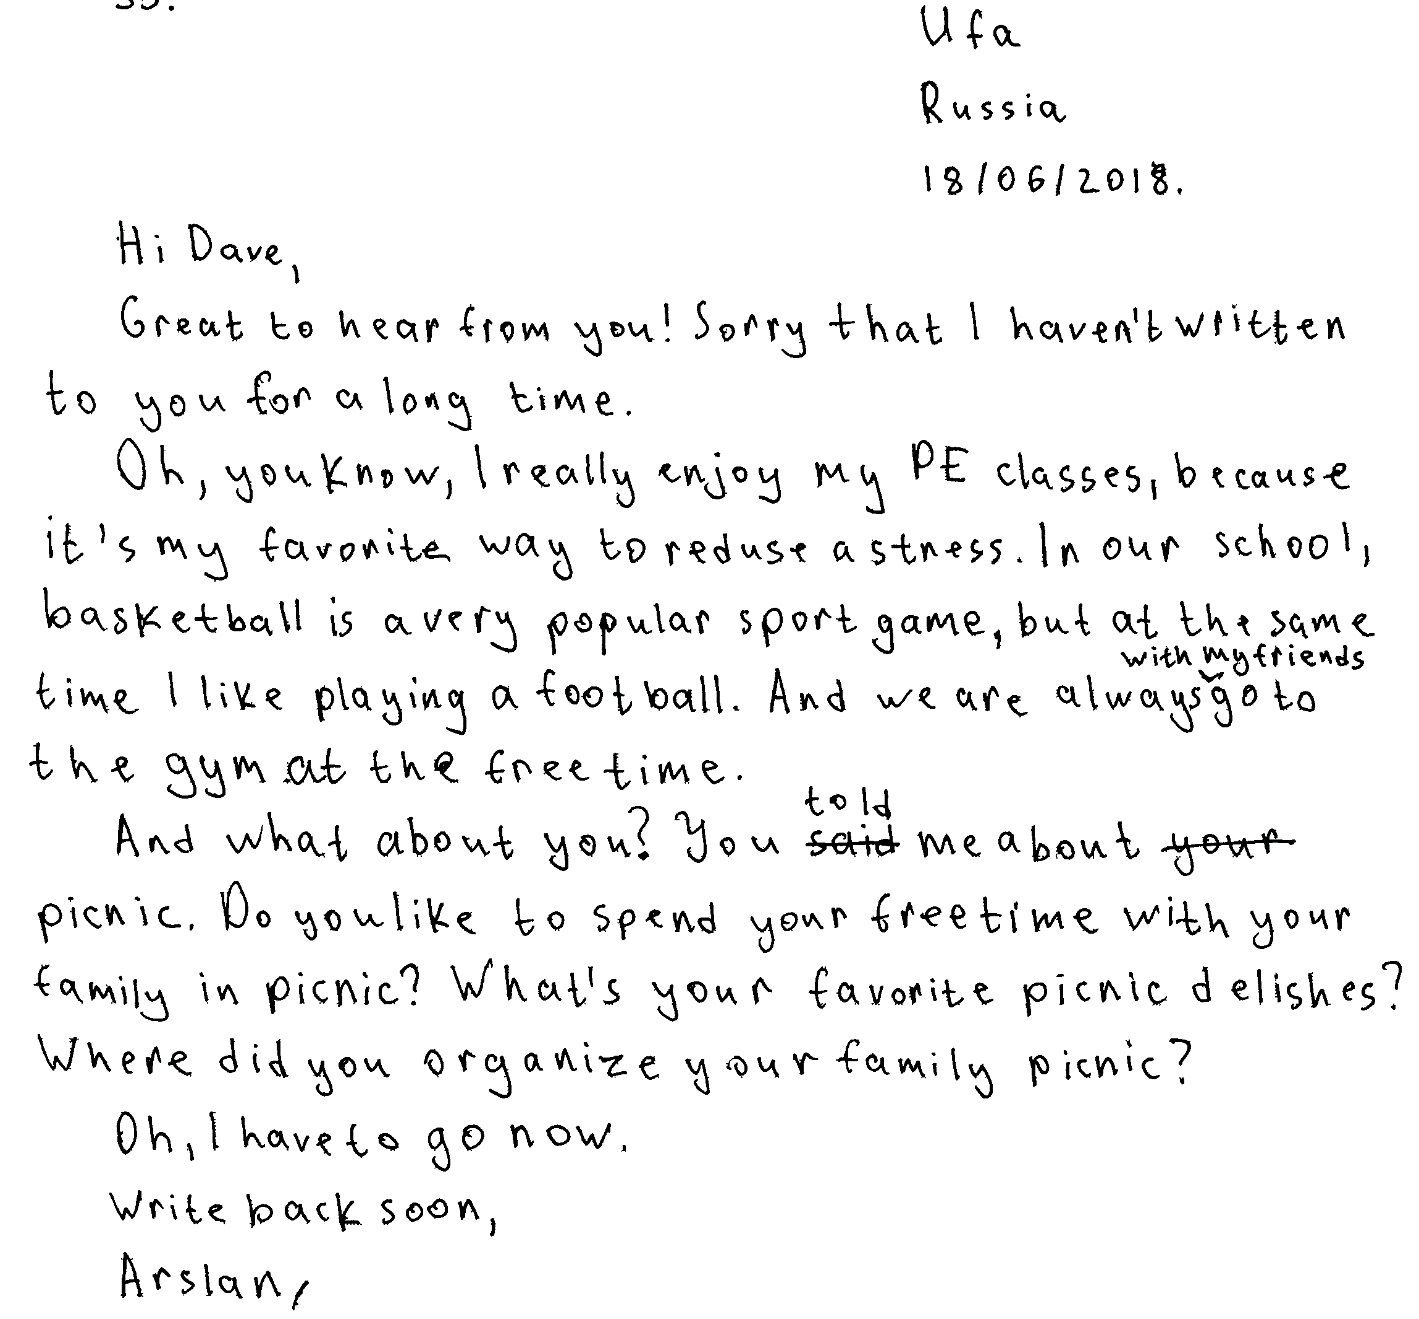 Ufa
Russia
18/06/2018.
Hi Dave,
Great to hear from you! Sorry that I haven't written
to you for a long time.
Oh, you know, I really enjoy my PE classes, because
it's my favorite way to reduse a stness. In our school,
basketball is a very popular sport game, but at the same
time I like playing a football. And we are always with my friends go to
the gym at the free time.
And what about you? You said told me about your
picnic. Do you like to spend your free time with your
family in picnic? What's your favorite picnic delishes?
Where did you organize your family picnic?
Oh, I have to go now.
Write back soon,
Arslan,